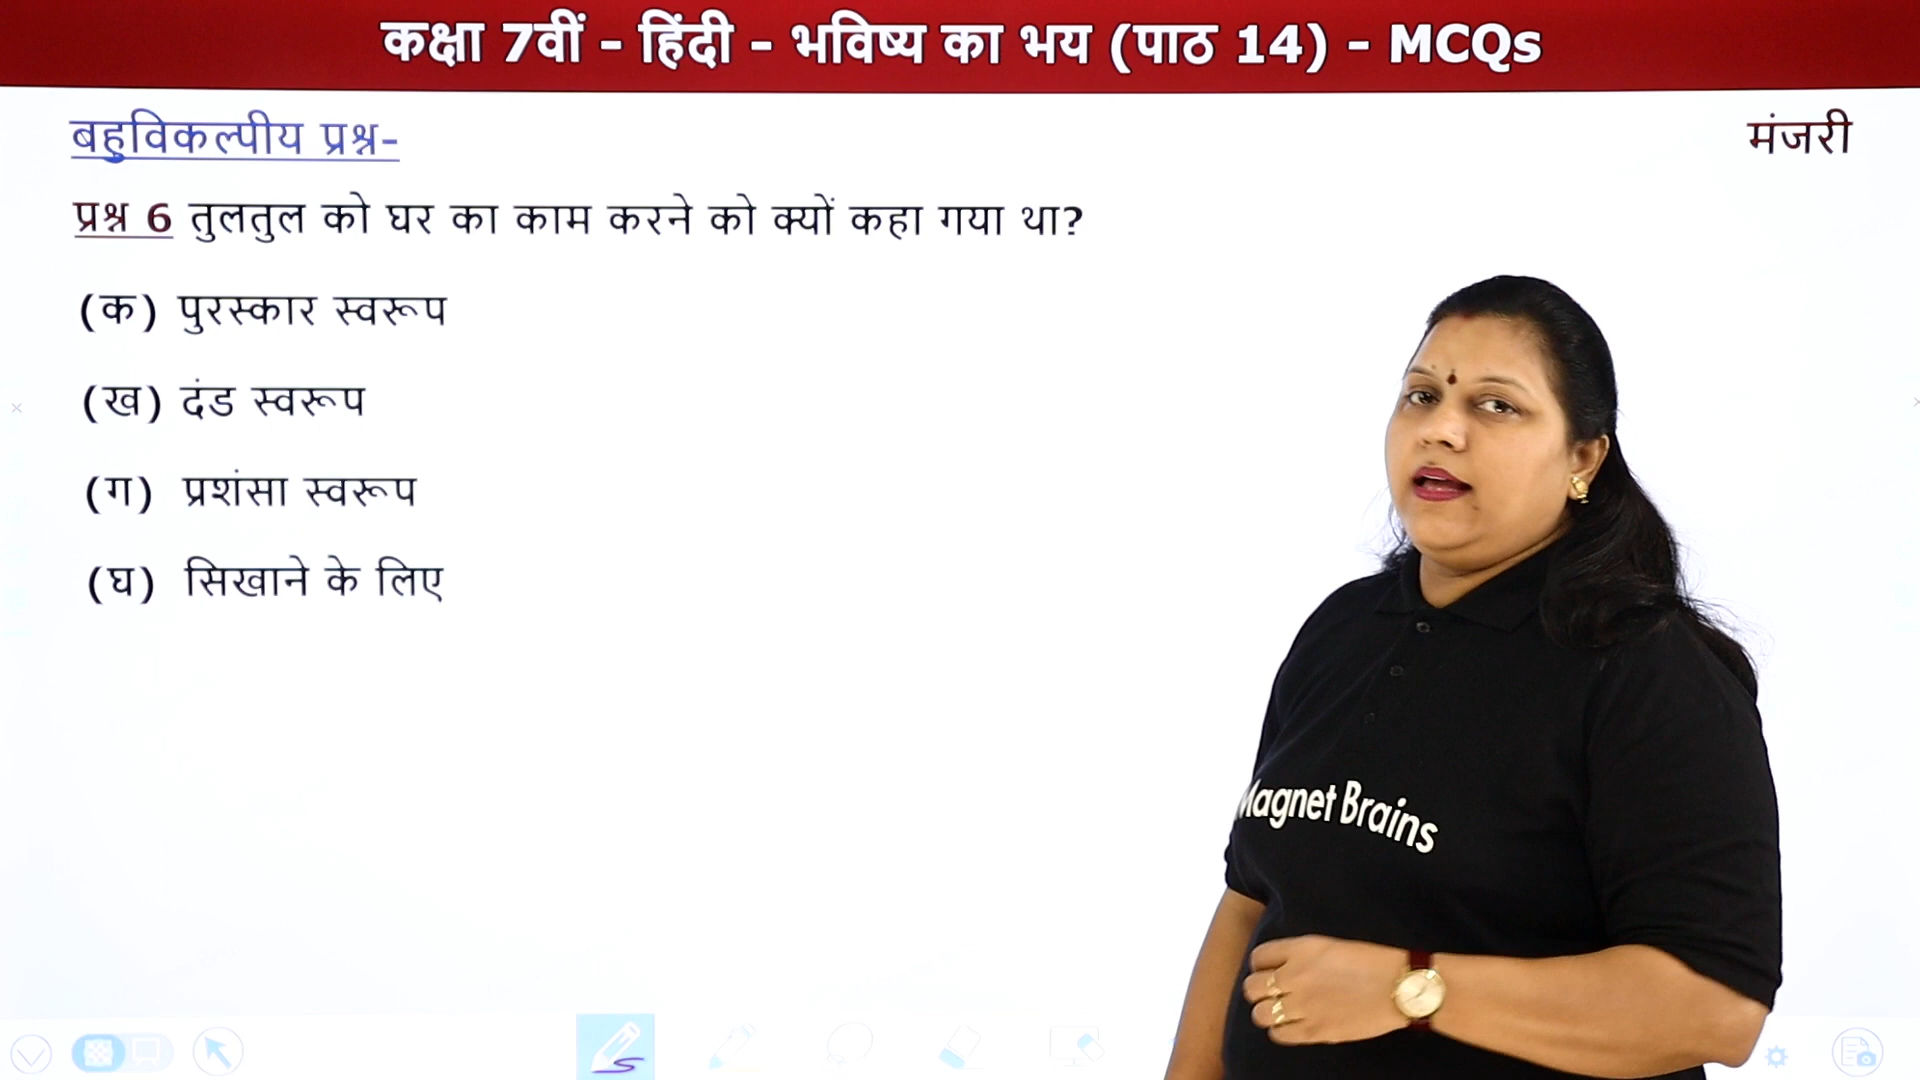 कक्षा 7वीं - हिंदी - भविष्य का भय (पाठ 14) - MCQs
बहुविकल्पीय प्रश्न-
मंजरी
प्रश्न 6 तुलतुल को घर का काम करने को क्यों कहा गया था?
(क) पुरस्कार स्वरूप
(ख) दंड स्वरूप
(ग) प्रशंसा स्वरूप
(घ) सिखाने के लिए
Magnet Brains